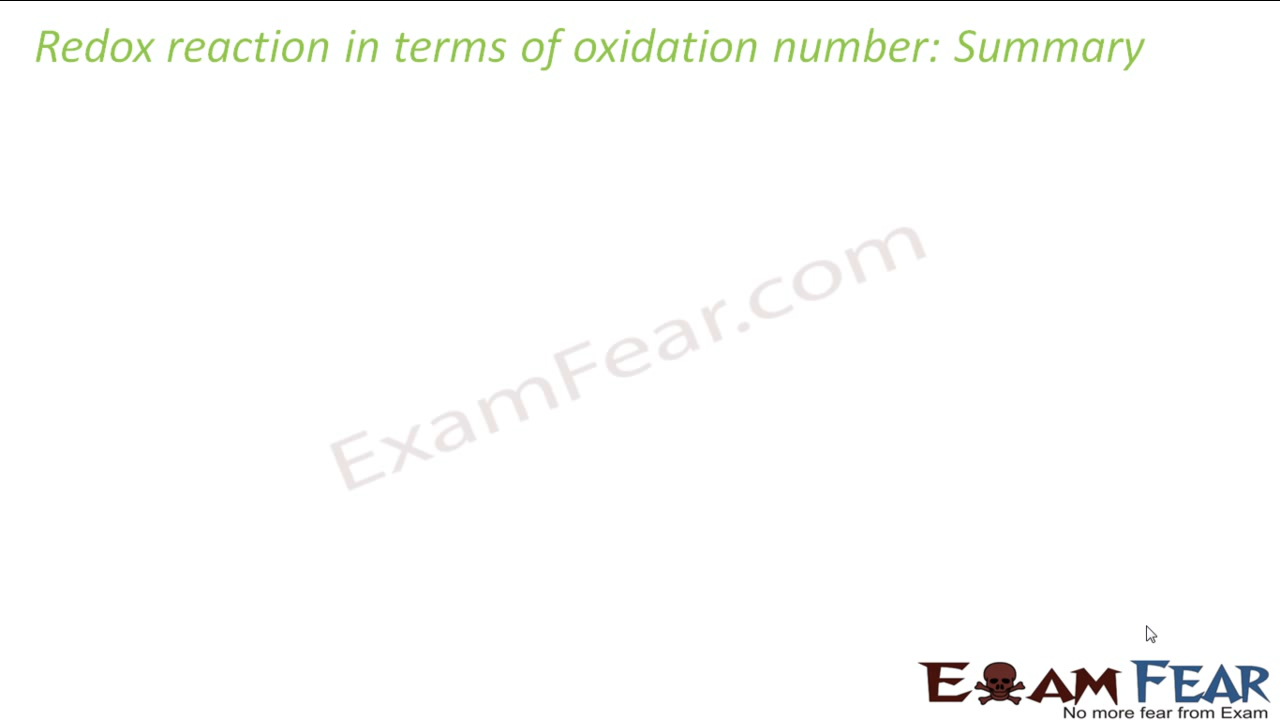 Redox reaction in terms of oxidation number: Summary
ExamFear.com
EXAM FEAR
No more fear from Exam